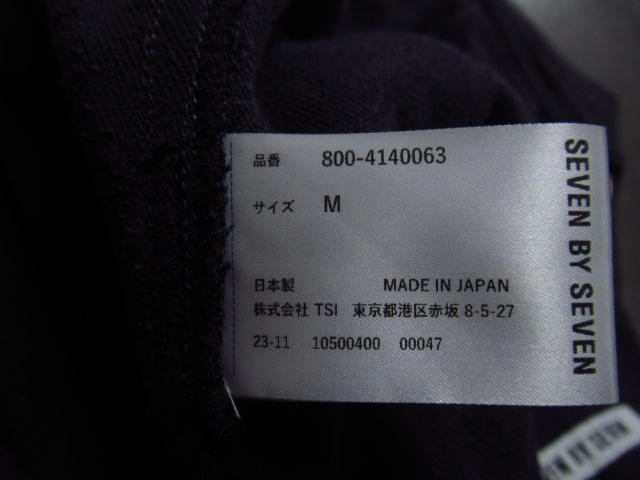 品番 800-4140063
サイズ M
日本製 MADE IN JAPAN
株式会社 TSI 東京都港区赤坂 8-5-27
23-11 10500400 00047
SEVEN BY SEVEN